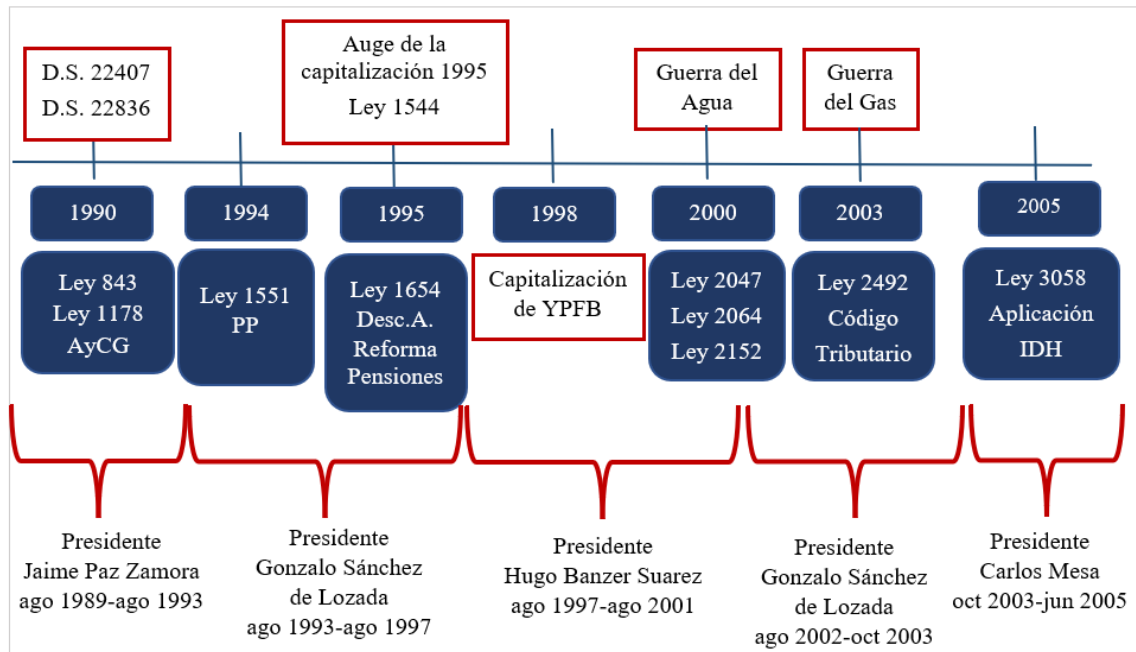 D.S. 22407
D.S. 22836
Auge de la
capitalización 1995
Ley 1544
Guerra del
Agua
Guerra
del Gas
1990
1994
1995
1998
2000
2003
2005
Ley 843
Ley 1178
AyCG
Ley 1551
PP
Ley 1654
Desc.A.
Reforma
Pensiones
Capitalización
de YPFB
Ley 2047
Ley 2064
Ley 2152
Ley 2492
Código
Tributario
Ley 3058
Aplicación
IDH
Presidente
Jaime Paz Zamora
ago 1989-ago 1993
Presidente
Gonzalo Sánchez
de Lozada
ago 1993-ago 1997
Presidente
Hugo Banzer Suarez
ago 1997-ago 2001
Presidente
Gonzalo Sánchez
de Lozada
ago 2002-oct 2003
Presidente
Carlos Mesa
oct 2003-jun 2005